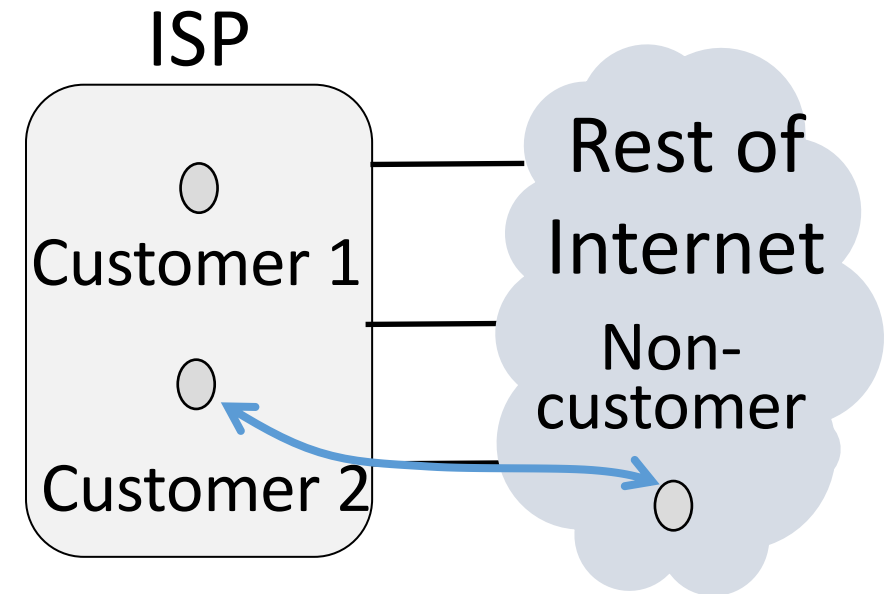 ISP
Customer 1
Customer 2
Rest of
Internet
Non-
customer